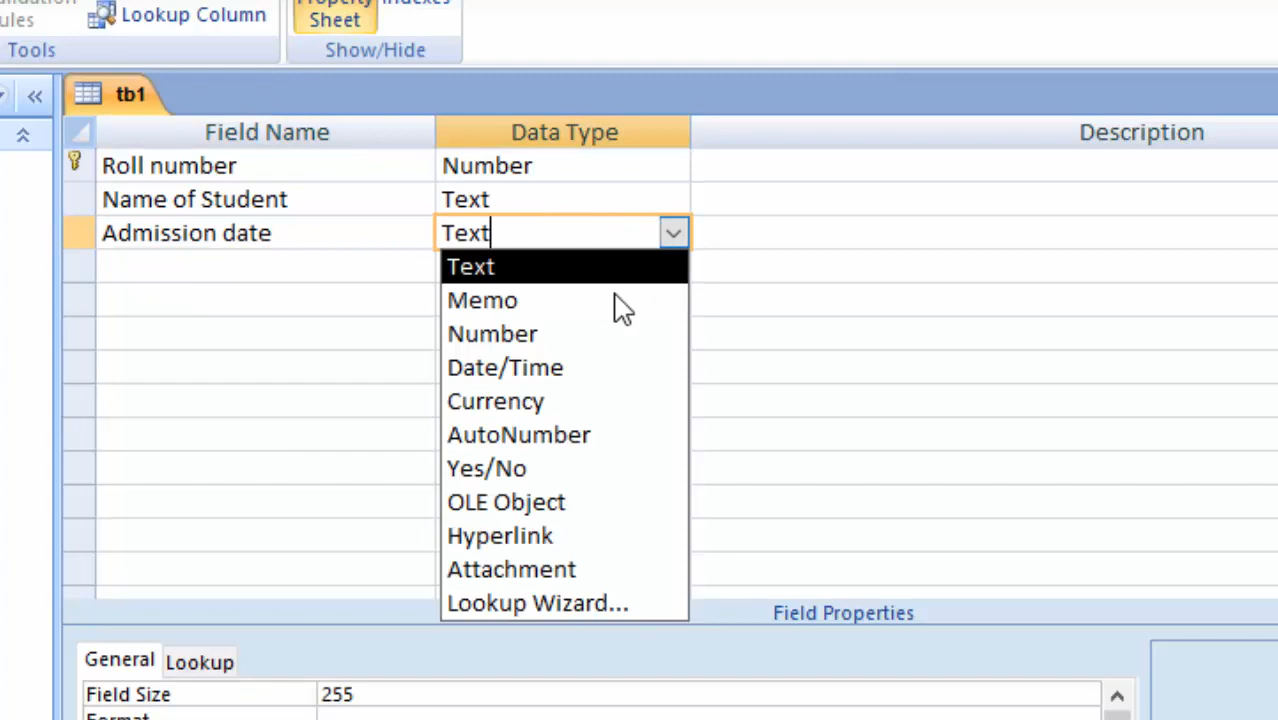 Lookup Column
Sheet
Tools
Show/Hide
tb1
Field Name Data Type Description
Roll number Number
Name of Student Text
Admission date Text
Text
Memo
Number
Date/Time
Currency
AutoNumber
Yes/No
OLE Object
Hyperlink
Attachment
Lookup Wizard...
Field Properties
General Lookup
Field Size 255
Format